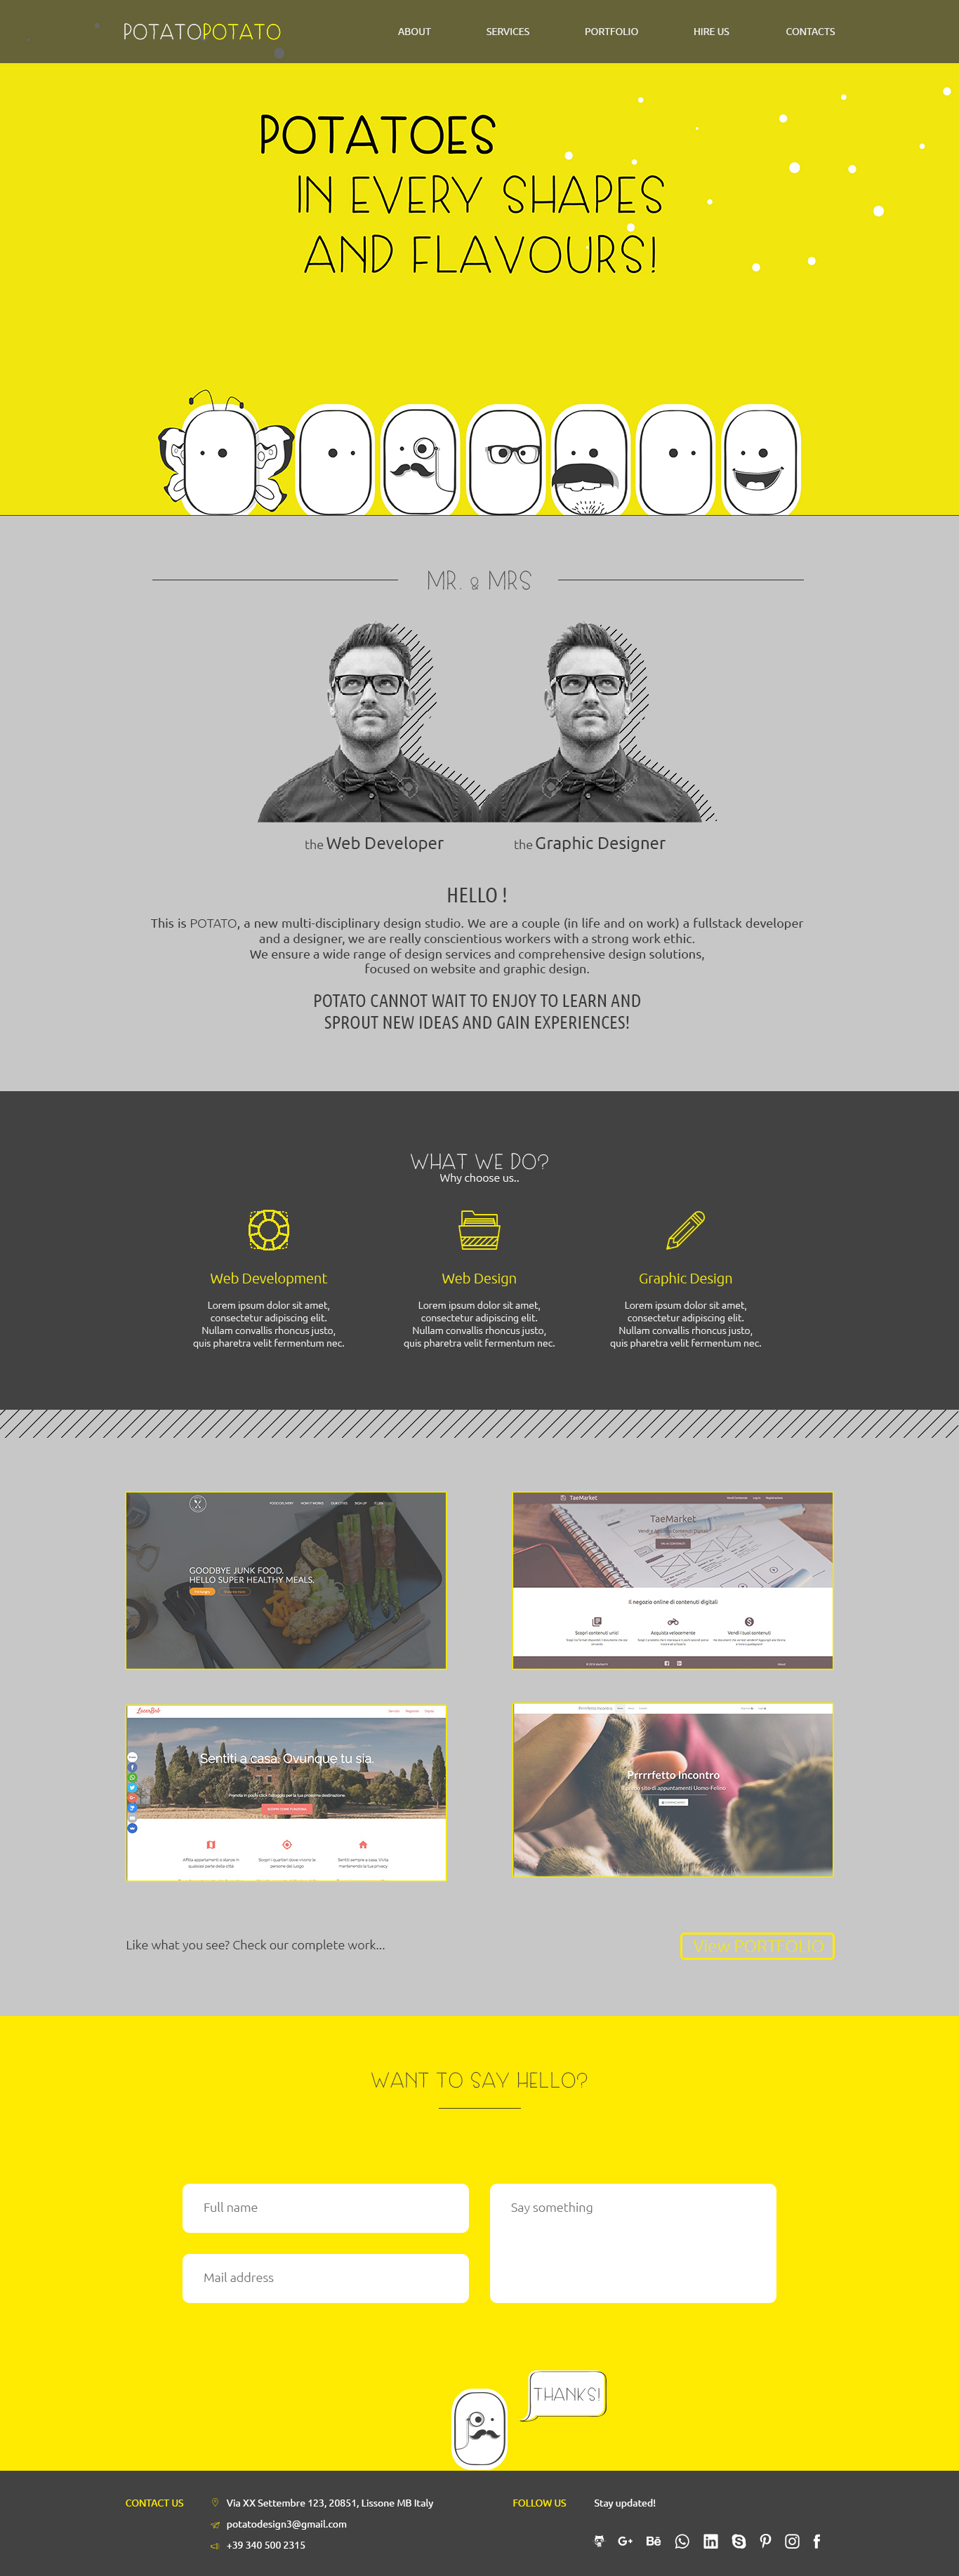 POTATOPOTATO
ABOUT SERVICES PORTFOLIO HIRE US CONTACTS
POTATOES
IN EVERY SHAPES
AND FLAVOURS!
MR. & MRS
the Web Developer
the Graphic Designer
HELLO !
This is POTATO, a new multi-disciplinary design studio. We are a couple (in life and on work) a fullstack developer
and a designer, we are really conscientious workers with a strong work ethic.
We ensure a wide range of design services and comprehensive design solutions,
focused on website and graphic design.
POTATO CANNOT WAIT TO ENJOY TO LEARN AND
SPROUT NEW IDEAS AND GAIN EXPERIENCES!
WHAT WE DO?
Why choose us..
Web Development
Lorem ipsum dolor sit amet,
consectetur adipiscing elit.
Nullam convallis rhoncus justo,
quis pharetra velit fermentum nec.
Web Design
Lorem ipsum dolor sit amet,
consectetur adipiscing elit.
Nullam convallis rhoncus justo,
quis pharetra velit fermentum nec.
Graphic Design
Lorem ipsum dolor sit amet,
consectetur adipiscing elit.
Nullam convallis rhoncus justo,
quis pharetra velit fermentum nec.
GOODBYE JUNK FOOD.
HELLO SUPER HEALTHY MEALS.
TaeMarket
TaeMarket
Il negozio online di contenuti digitali
Scopri contenuti unici
Acquista velocemente
Vendi i tuoi contenuti
Sentiti a casa. Ovunque tu sia.
Prrrrfetto Incontro
sito di appuntamenti Uomo-Felino
Like what you see? Check our complete work...
View PORTFOLIO
WANT TO SAY HELLO?
Full name
Mail address
Say something
THANKS!
CONTACT US
Via XX Settembre 123, 20851, Lissone MB Italy
potatodesign3@gmail.com
+39 340 500 2315
FOLLOW US
Stay updated!